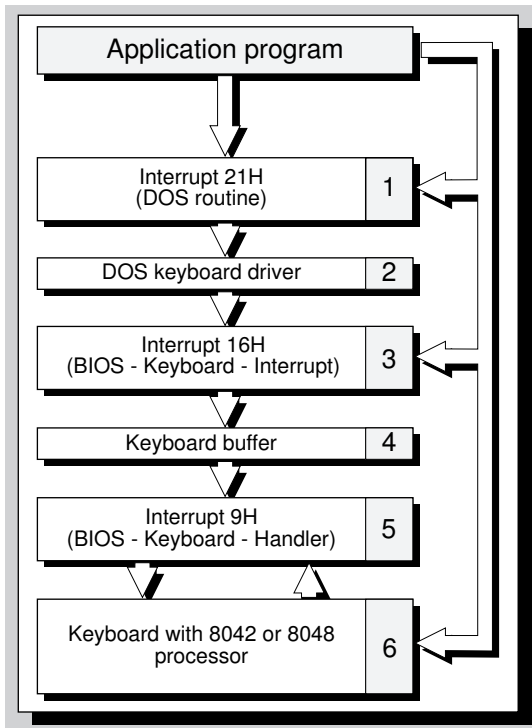 Application program
Interrupt 21H
(DOS routine)
1
DOS keyboard driver
2
Interrupt 16H
(BIOS - Keyboard - Interrupt)
3
Keyboard buffer
4
Interrupt 9H
(BIOS - Keyboard - Handler)
5
Keyboard with 8042 or 8048
processor
6